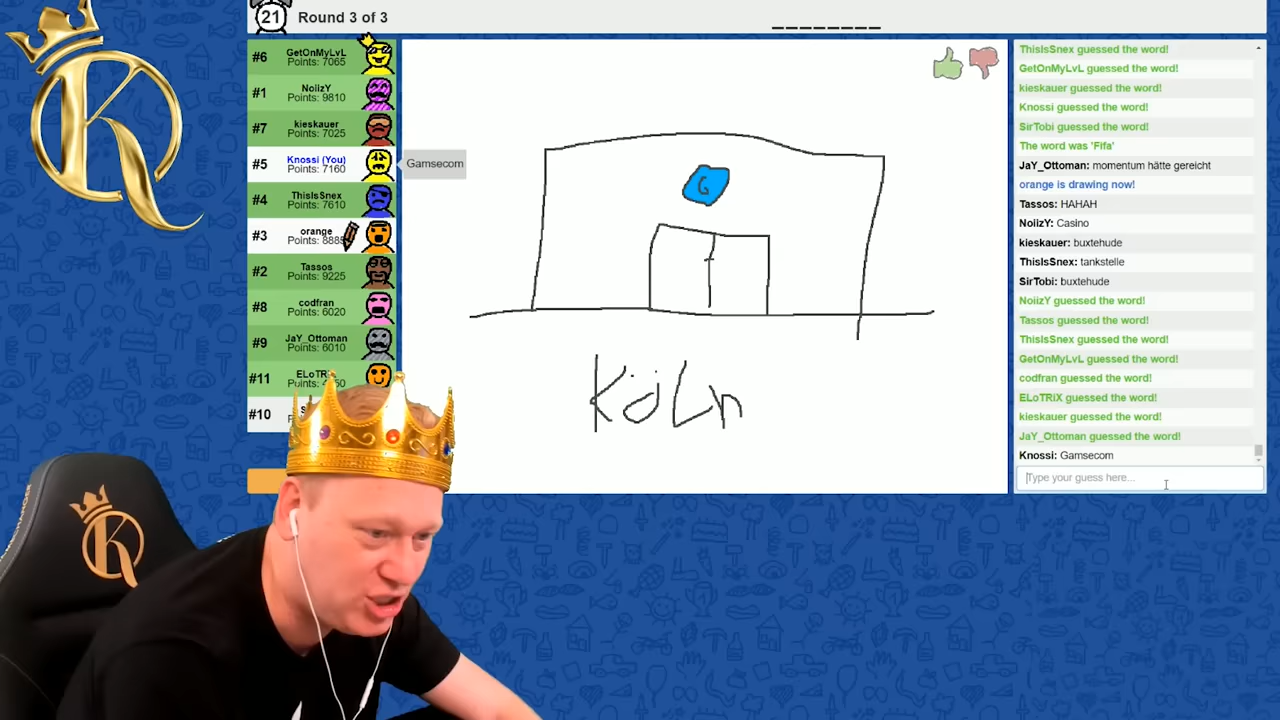 21
Round 3 of 3
_ _ _ _ _ _ _ _
#6 GetOnMyLvL
Points: 7065
#1 NoiizY
Points: 9810
#7 kieskauer
Points: 7025
#5 Knossi (You)
Points: 7160
Gamsecom
#4 ThisIsSnex
Points: 7610
#3 orange
Points: 8885
#2 Tassos
Points: 9225
#8 codfran
Points: 6020
#9 JaY_Ottoman
Points: 6010
#11
#10
G
KöLn
ThisIsSnex guessed the word!
GetOnMyLvL guessed the word!
kieskauer guessed the word!
Knossi guessed the word!
SirTobi guessed the word!
The word was 'Fifa'
JaY_Ottoman: momentum hätte gereicht
orange is drawing now!
Tassos: HAHAH
NoiizY: Casino
kieskauer: buxtehude
ThisIsSnex: tankstelle
SirTobi: buxtehude
NoiizY guessed the word!
Tassos guessed the word!
ThisIsSnex guessed the word!
GetOnMyLvL guessed the word!
codfran guessed the word!
ELoTRiX guessed the word!
kieskauer guessed the word!
JaY_Ottoman guessed the word!
Knossi: Gamsecom
Type your guess here...
K
K